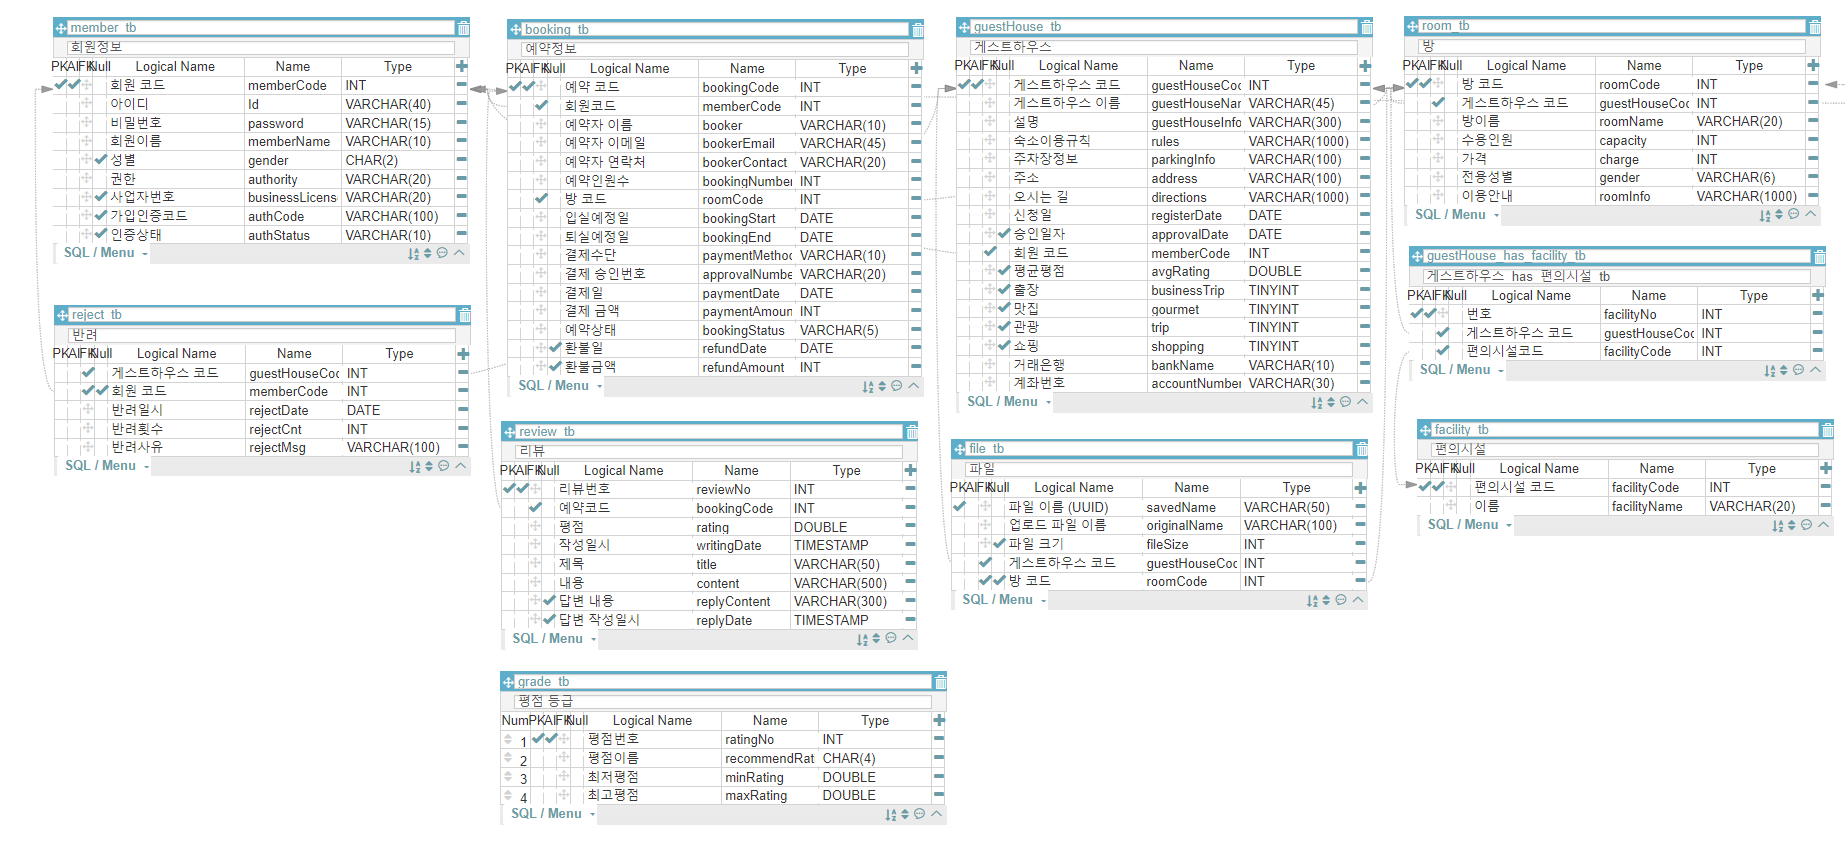 member_tb
회원정보
PK AI FK Null Logical Name Name Type
회원 코드 memberCode INT
아이디 Id VARCHAR(40)
비밀번호 password VARCHAR(15)
회원이름 memberName VARCHAR(10)
성별 gender CHAR(2)
권한 authority VARCHAR(20)
사업자번호 businessLicens VARCHAR(20)
가입인증코드 authCode VARCHAR(100)
인증상태 authStatus VARCHAR(10)
SQL / Menu
reject_tb
반려
PK AI FK Null Logical Name Name Type
게스트하우스 코드 guestHouseCoc INT
회원 코드 memberCode INT
반려일시 rejectDate DATE
반려횟수 rejectCnt INT
반려사유 rejectMsg VARCHAR(100)
SQL / Menu
booking_tb
예약정보
PK AI FK Null Logical Name Name Type
예약 코드 bookingCode INT
회원코드 memberCode INT
예약자 이름 booker VARCHAR(10)
예약자 이메일 bookerEmail VARCHAR(45)
예약자 연락처 bookerContact VARCHAR(20)
예약인원수 bookingNumber INT
방 코드 roomCode INT
입실예정일 bookingStart DATE
퇴실예정일 bookingEnd DATE
결제수단 paymentMethoc VARCHAR(10)
결제 승인번호 approvalNumbe VARCHAR(20)
결제일 paymentDate DATE
결제 금액 paymentAmoun INT
예약상태 bookingStatus VARCHAR(5)
환불일 refundDate DATE
환불금액 refundAmount INT
SQL / Menu
review_tb
리뷰
PK AI FK Null Logical Name Name Type
리뷰번호 reviewNo INT
예약코드 bookingCode INT
평점 rating DOUBLE
작성일시 writingDate TIMESTAMP
제목 title VARCHAR(50)
내용 content VARCHAR(500)
답변 내용 replyContent VARCHAR(300)
답변 작성일시 replyDate TIMESTAMP
SQL / Menu
grade_tb
평점 등급
Num PK AI FK Null Logical Name Name Type
1 평점번호 ratingNo INT
2 평점이름 recommendRat CHAR(4)
3 최저평점 minRating DOUBLE
4 최고평점 maxRating DOUBLE
SQL / Menu
guestHouse_tb
게스트하우스
PK AI FK Null Logical Name Name Type
게스트하우스 코드 guestHouseCoc INT
게스트하우스 이름 guestHouseNar VARCHAR(45)
설명 guestHouseInfo VARCHAR(300)
숙소이용규칙 rules VARCHAR(1000)
주차장정보 parkingInfo VARCHAR(100)
주소 address VARCHAR(100)
오시는 길 directions VARCHAR(1000)
신청일 registerDate DATE
승인일자 approvalDate DATE
회원 코드 memberCode INT
평균평점 avgRating DOUBLE
출장 businessTrip TINYINT
맛집 gourmet TINYINT
관광 trip TINYINT
쇼핑 shopping TINYINT
거래은행 bankName VARCHAR(10)
계좌번호 accountNumber VARCHAR(30)
SQL / Menu
file_tb
파일
PK AI FK Null Logical Name Name Type
파일 이름 (UUID) savedName VARCHAR(50)
업로드 파일 이름 originalName VARCHAR(100)
파일 크기 fileSize INT
게스트하우스 코드 guestHouseCoc INT
방 코드 roomCode INT
SQL / Menu
room_tb
방
PK AI FK Null Logical Name Name Type
방 코드 roomCode INT
게스트하우스 코드 guestHouseCoc INT
방이름 roomName VARCHAR(20)
수용인원 capacity INT
가격 charge INT
전용성별 gender VARCHAR(6)
이용안내 roomInfo VARCHAR(1000)
SQL / Menu
guestHouse_has_facility_tb
게스트하우스_has_편의시설_tb
PK AI FK Null Logical Name Name Type
번호 facilityNo INT
게스트하우스 코드 guestHouseCoc INT
편의시설코드 facilityCode INT
SQL / Menu
facility_tb
편의시설
PK AI FK Null Logical Name Name Type
편의시설 코드 facilityCode INT
이름 facilityName VARCHAR(20)
SQL / Menu